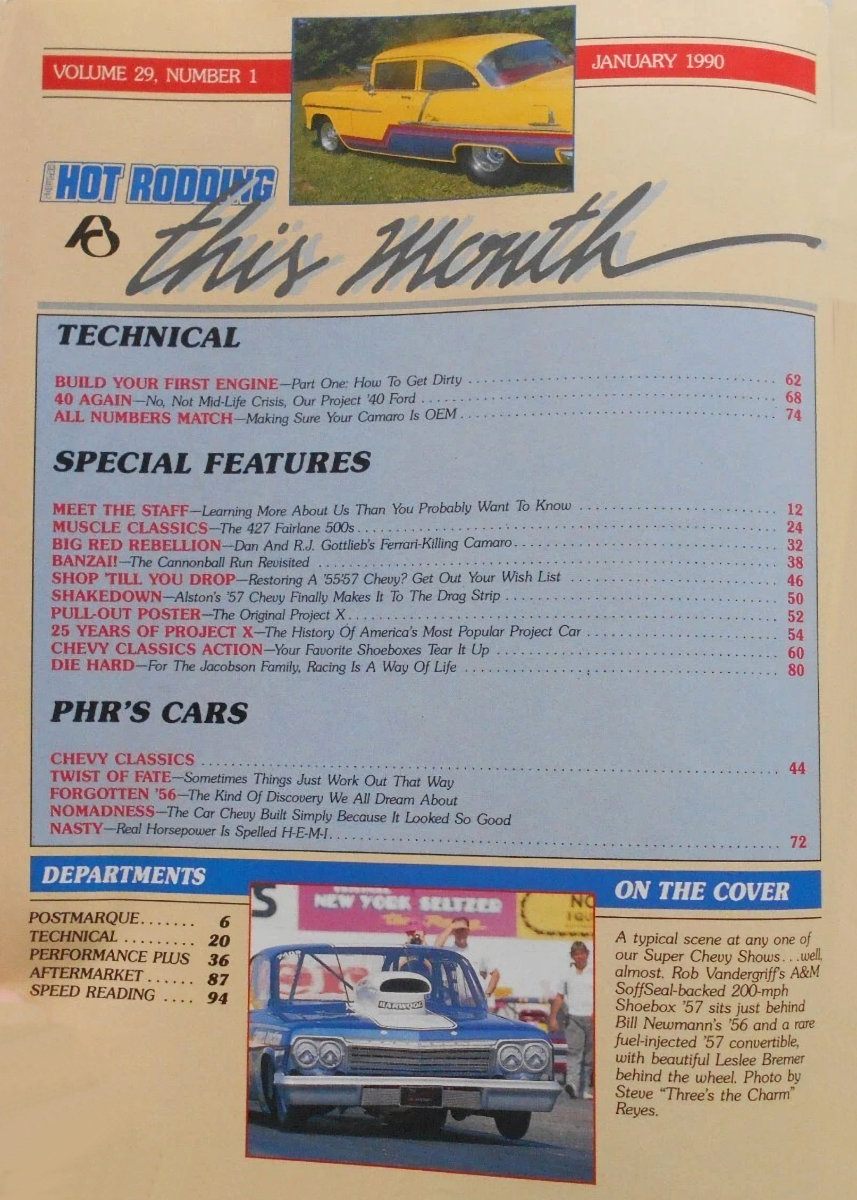 VOLUME 29, NUMBER 1
JANUARY 1990
POPULAR
HOT RODDING
this month
TECHNICAL
BUILD YOUR FIRST ENGINE—Part One: How To Get Dirty . . . . . . . . . . 62
40 AGAIN—No, Not Mid-Life Crisis, Our Project '40 Ford . . . . . . . . . . 68
ALL NUMBERS MATCH—Making Sure Your Camaro Is OEM . . . . . . . . . . 74
SPECIAL FEATURES
MEET THE STAFF—Learning More About Us Than You Probably Want To Know . . . . . . . . . . 12
MUSCLE CLASSICS—The 427 Fairlane 500s . . . . . . . . . . 24
BIG RED REBELLION—Dan And R.J. Gottlieb's Ferrari-Killing Camaro . . . . . . . . . . 32
BANZAI!—The Cannonball Run Revisited . . . . . . . . . . 38
SHOP 'TILL YOU DROP—Restoring A '55-'57 Chevy? Get Out Your Wish List . . . . . . . . . . 46
SHAKEDOWN—Alston's '57 Chevy Finally Makes It To The Drag Strip . . . . . . . . . . 50
PULL-OUT POSTER—The Original Project X . . . . . . . . . . 52
25 YEARS OF PROJECT X—The History Of America's Most Popular Project Car . . . . . . . . . . 54
CHEVY CLASSICS ACTION—Your Favorite Shoeboxes Tear It Up . . . . . . . . . . 60
DIE HARD—For The Jacobson Family, Racing Is A Way Of Life . . . . . . . . . . 80
PHR'S CARS
CHEVY CLASSICS . . . . . . . . . . 44
TWIST OF FATE—Sometimes Things Just Work Out That Way
FORGOTTEN '56—The Kind Of Discovery We All Dream About
NOMADNESS—The Car Chevy Built Simply Because It Looked So Good
NASTY—Real Horsepower Is Spelled H-E-M-I . . . . . . . . . . 72
DEPARTMENTS
POSTMARQUE . . . . . . . 6
TECHNICAL . . . . . . . . . 20
PERFORMANCE PLUS 36
AFTERMARKET . . . . . . 87
SPEED READING . . . . 94
NEW YORK SELTZER
HARWOOD
ON THE COVER
A typical scene at any one of
our Super Chevy Shows. . .well,
almost. Rob Vandergriff's A&M
SoffSeal-backed 200-mph
Shoebox '57 sits just behind
Bill Newmann's '56 and a rare
fuel-injected '57 convertible,
with beautiful Leslee Bremer
behind the wheel. Photo by
Steve "Three's the Charm"
Reyes.